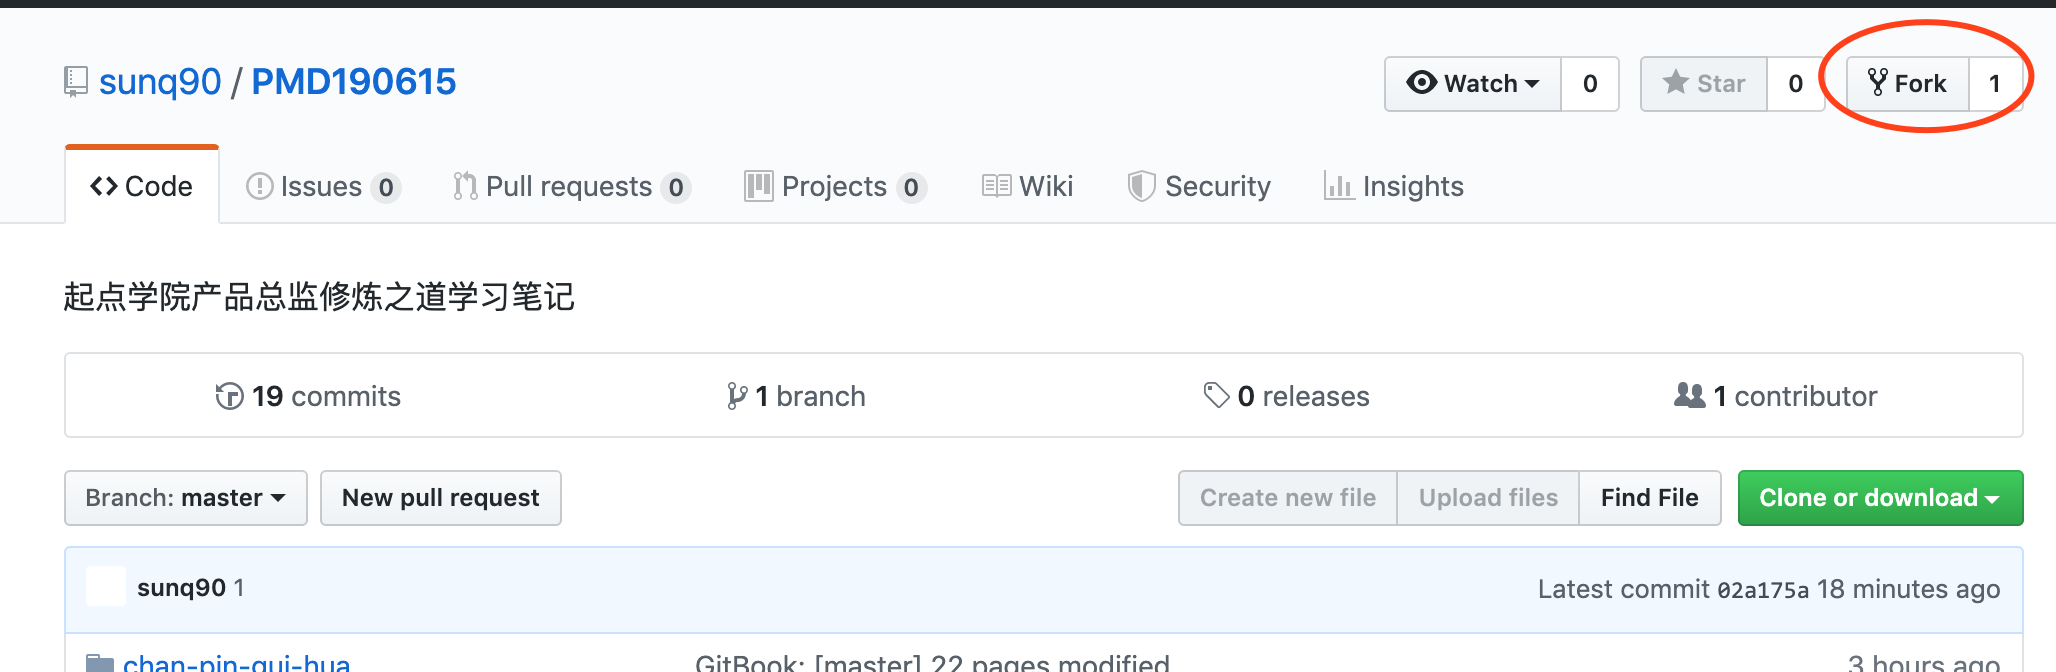 sunq90 / PMD190615
Watch 0 Star 0 Fork 1
Code Issues 0 Pull requests 0 Projects 0 Wiki Security Insights
起点学院产品总监修炼之道学习笔记
19 commits 1 branch 0 releases 1 contributor
Branch: master New pull request Create new file Upload files Find File Clone or download
sunq90 1 Latest commit 02a175a 18 minutes ago
chan-pin-gui-hua GitBook: [master] 22 pages modified 3 hours ago